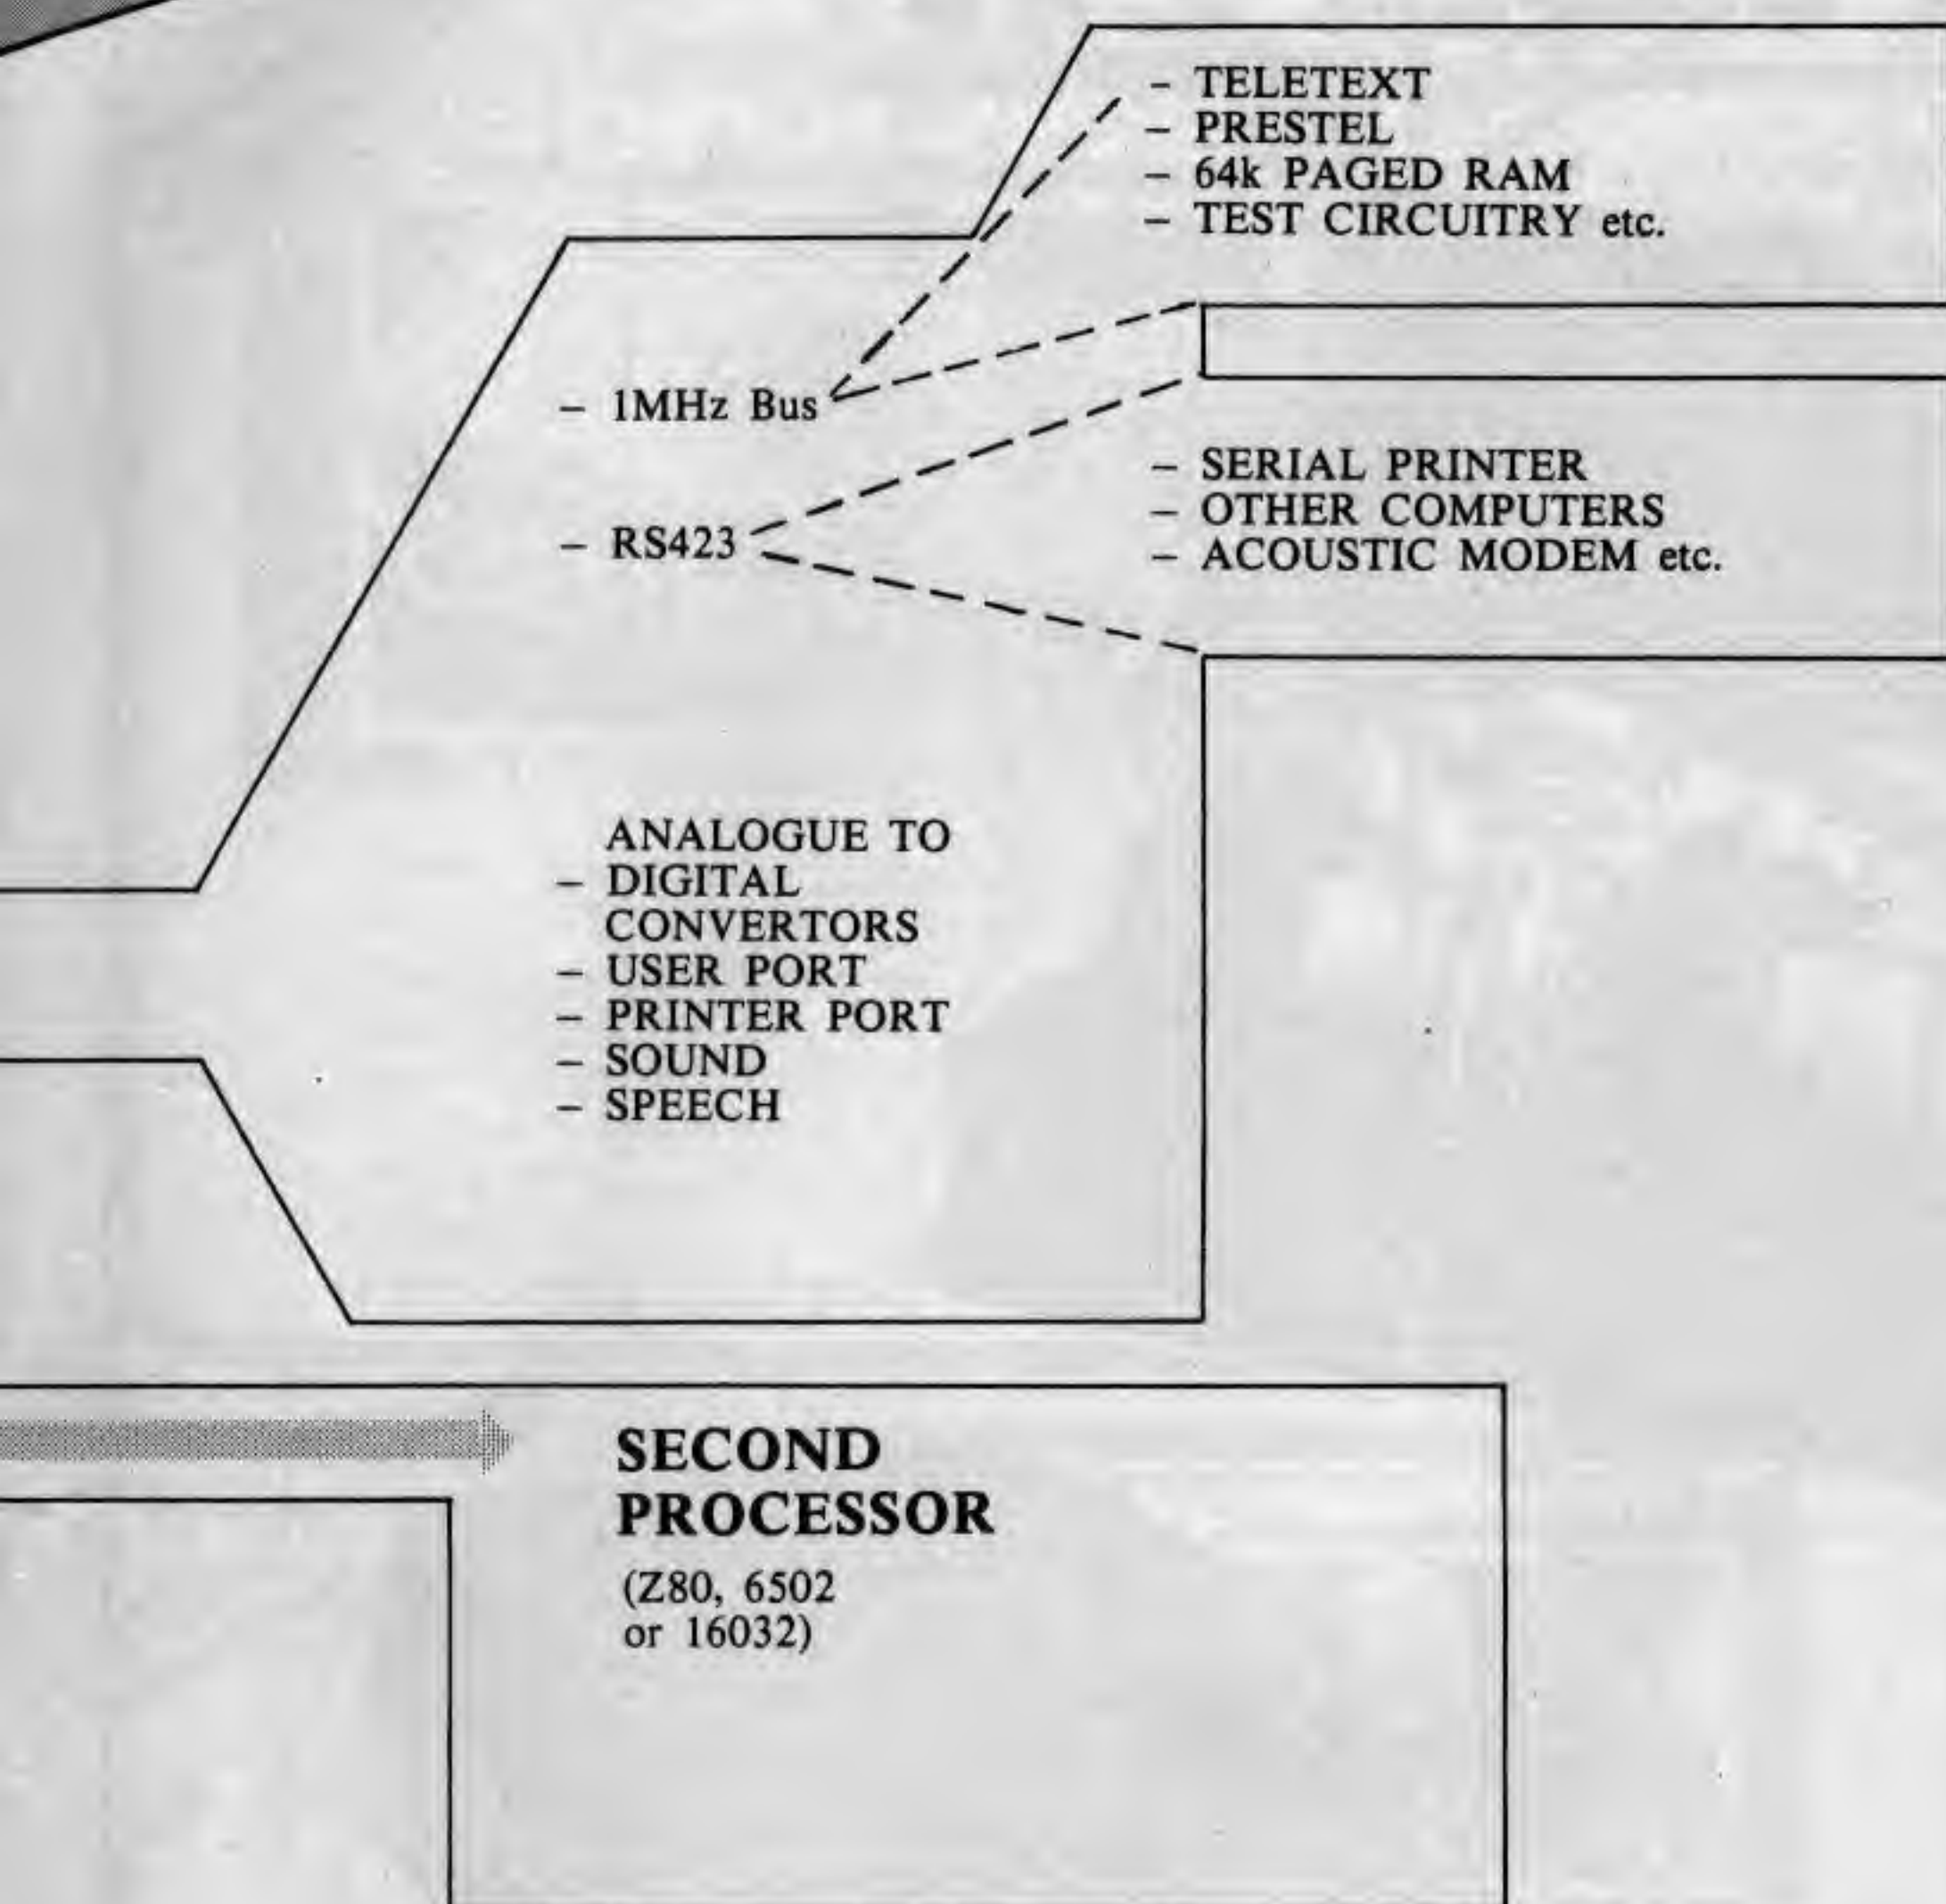 – TELETEXT
– PRESTEL
– 64k PAGED RAM
– TEST CIRCUITRY etc.
– 1MHz Bus
– RS423
– SERIAL PRINTER
– OTHER COMPUTERS
– ACOUSTIC MODEM etc.
ANALOGUE TO
– DIGITAL
CONVERTORS
– USER PORT
– PRINTER PORT
– SOUND
– SPEECH
SECOND
PROCESSOR
(Z80, 6502
or 16032)